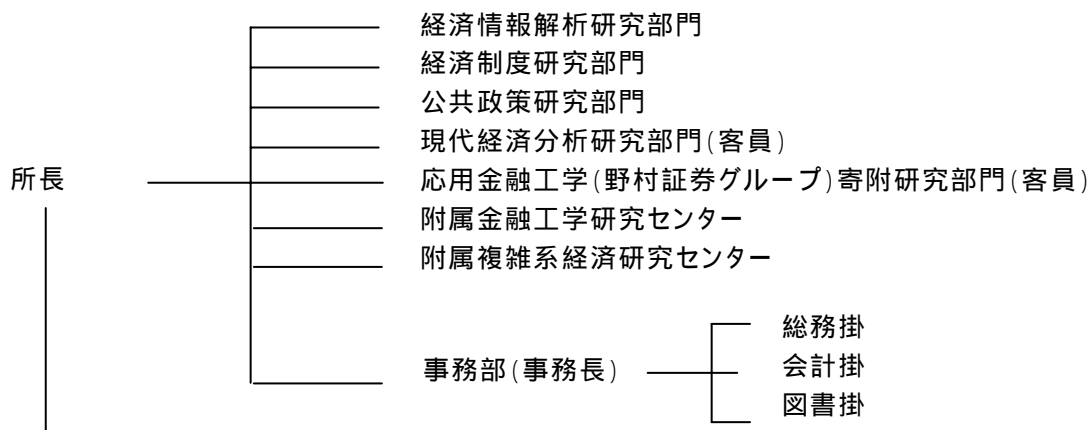 経済情報解析研究部門
経済制度研究部門
公共政策研究部門
現代経済分析研究部門(客員)
所長
応用金融工学(野村証券グループ)寄附研究部門(客員)
附属金融工学研究センター
附属複雑系経済研究センター
事務部(事務長)
総務掛
会計掛
図書掛